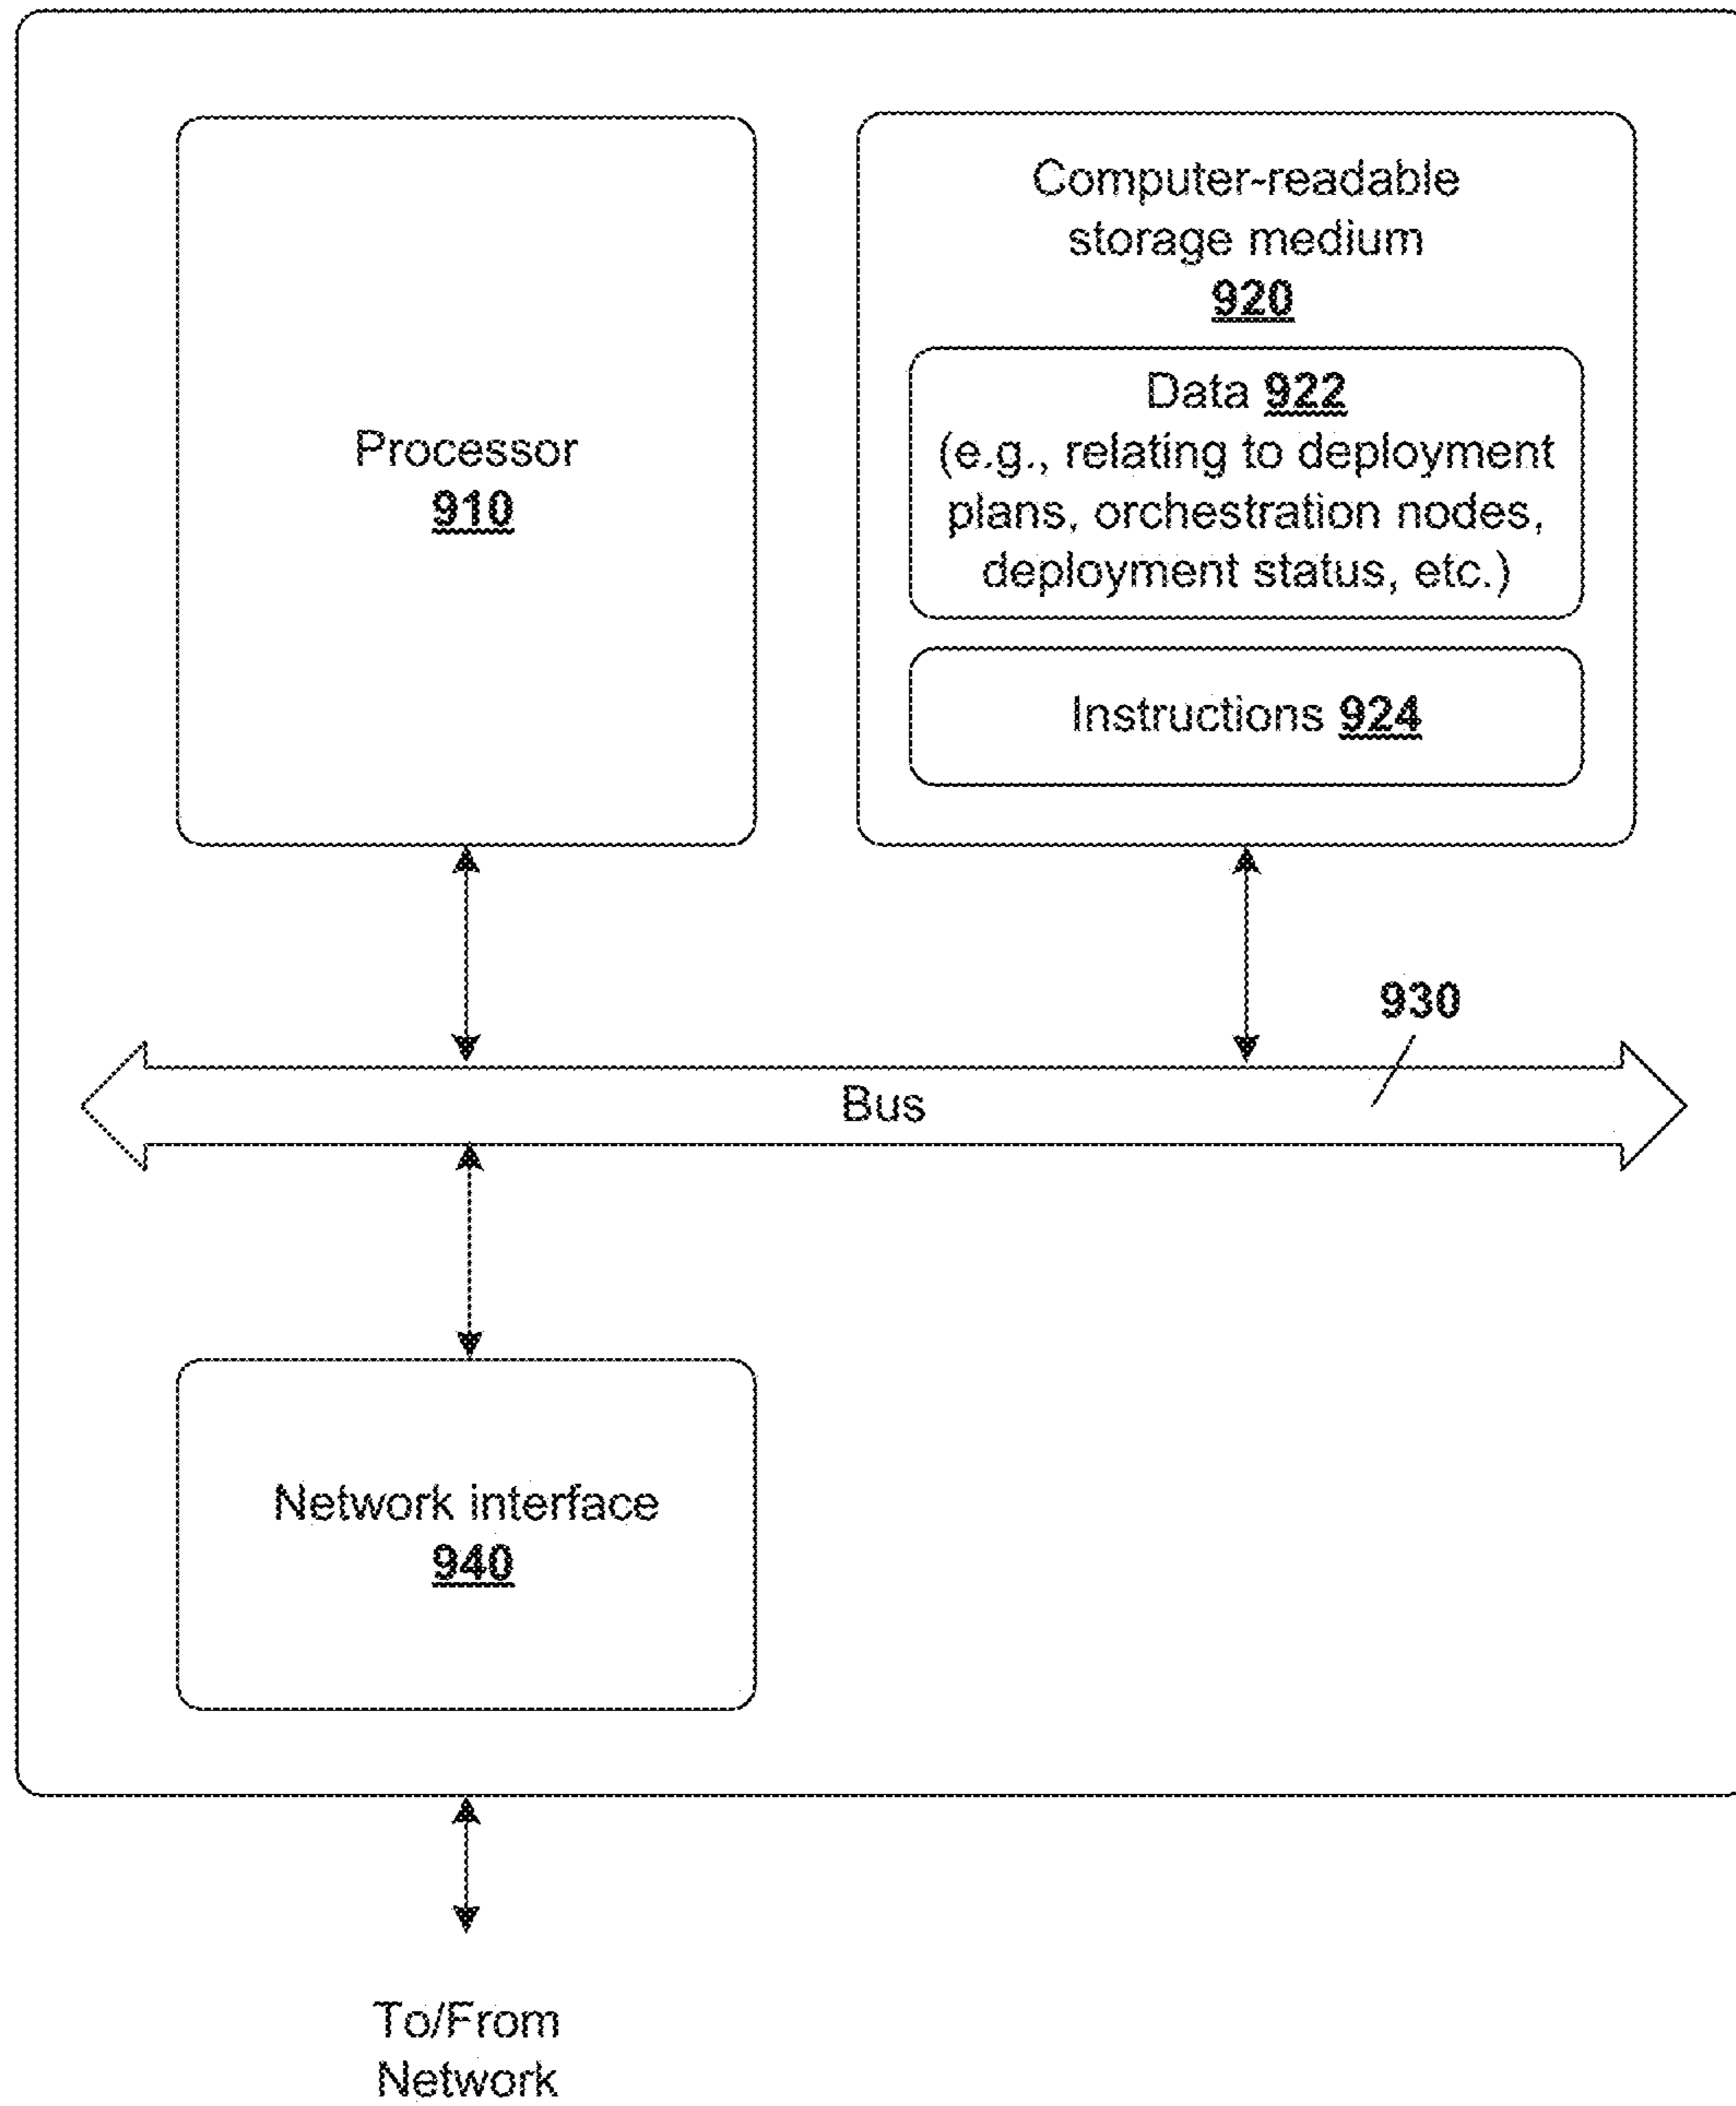 Processor
910
Computer-readable
storage medium
920
Data 922
(e.g., relating to deployment
plans, orchestration nodes,
deployment status, etc.)
Instructions 924
930
Bus
Network interface
940
To/From
Network